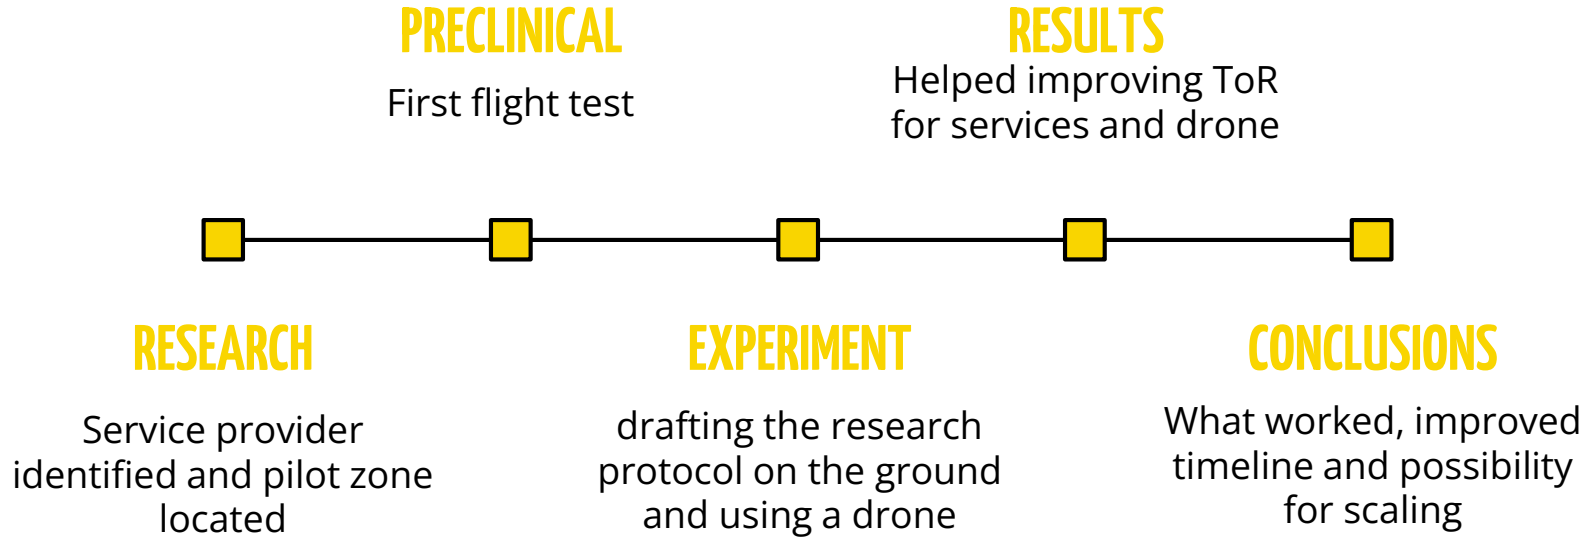 PRECLINICAL
First flight test
RESULTS
Helped improving ToR
for services and drone
RESEARCH
Service provider
identified and pilot zone
located
EXPERIMENT
drafting the research
protocol on the ground
and using a drone
CONCLUSIONS
What worked, improved
timeline and possibility
for scaling